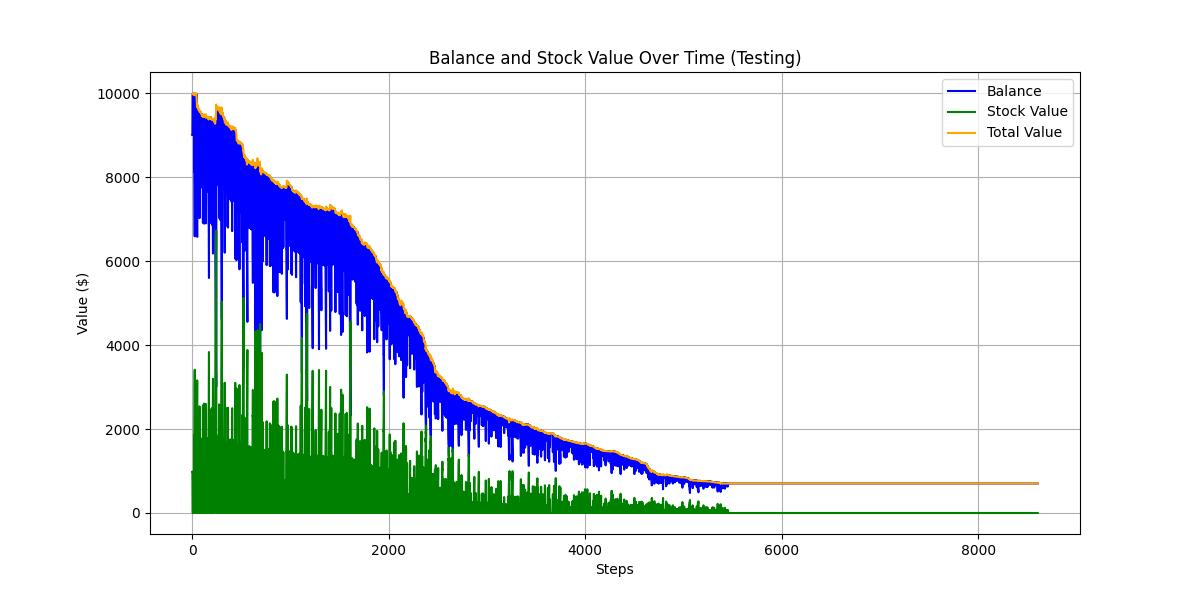 Balance and Stock Value Over Time (Testing)
Balance
Stock Value
Total Value
Value ($)
10000
8000
6000
4000
2000
0
0 2000 4000 6000 8000
Steps